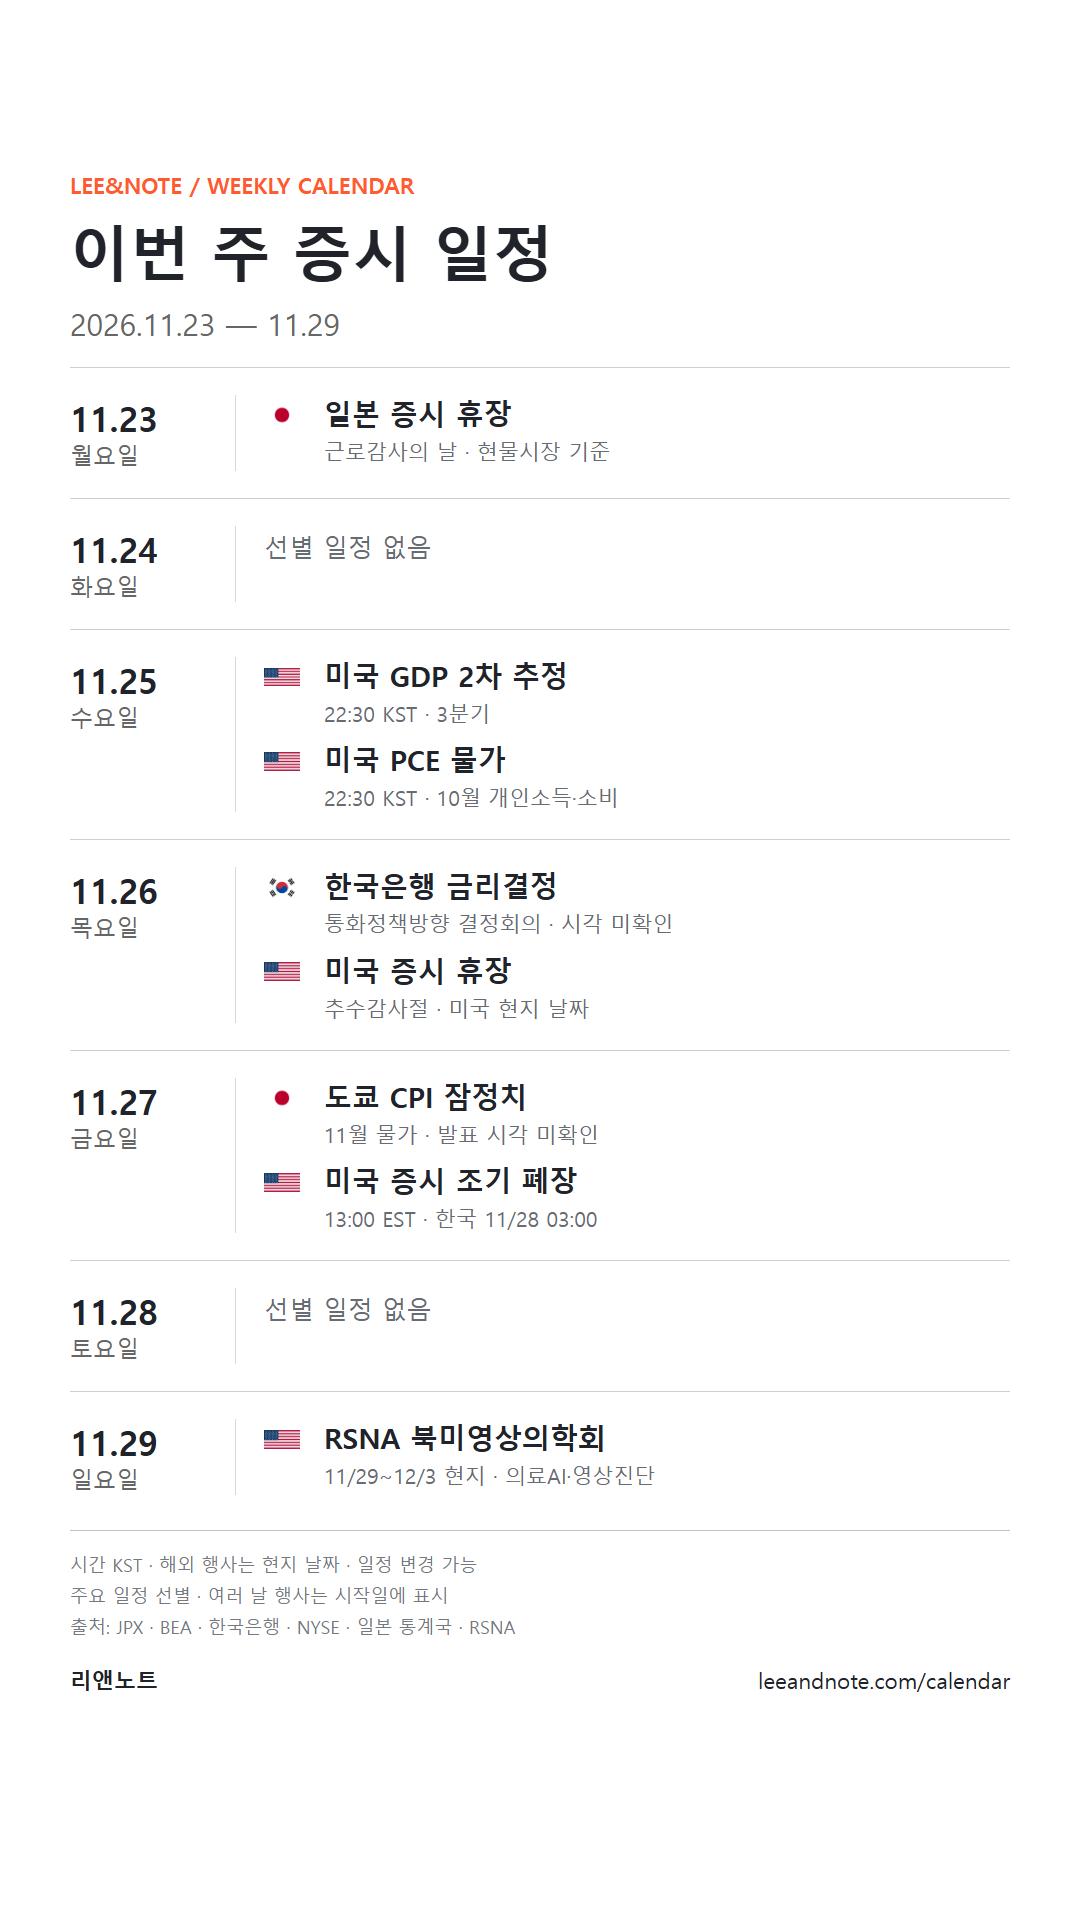 LEE&NOTE / WEEKLY CALENDAR
이번 주 증시 일정
2026.11.23 — 11.29
11.23
월요일
일본 증시 휴장
근로감사의 날 · 현물시장 기준
11.24
화요일
선별 일정 없음
11.25
수요일
미국 GDP 2차 추정
22:30 KST · 3분기
미국 PCE 물가
22:30 KST · 10월 개인소득·소비
11.26
목요일
한국은행 금리결정
통화정책방향 결정회의 · 시각 미확인
미국 증시 휴장
추수감사절 · 미국 현지 날짜
11.27
금요일
도쿄 CPI 잠정치
11월 물가 · 발표 시각 미확인
미국 증시 조기 폐장
13:00 EST · 한국 11/28 03:00
11.28
토요일
선별 일정 없음
11.29
일요일
RSNA 북미영상의학회
11/29~12/3 현지 · 의료AI·영상진단
시간 KST · 해외 행사는 현지 날짜 · 일정 변경 가능
주요 일정 선별 · 여러 날 행사는 시작일에 표시
출처: JPX · BEA · 한국은행 · NYSE · 일본 통계국 · RSNA
리앤노트
leeandnote.com/calendar